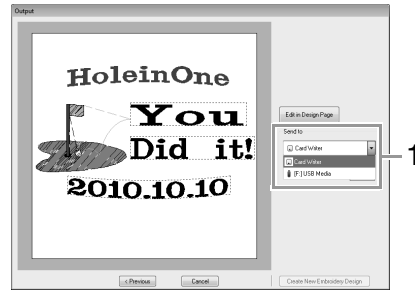 Output
HoleinOne
You
Did it!
2010.10.10
Edit in Design Page
Send to
Card Writer
Card Writer
[F:] USB Media
1
< Previous
Cancel
Create New Embroidery Design